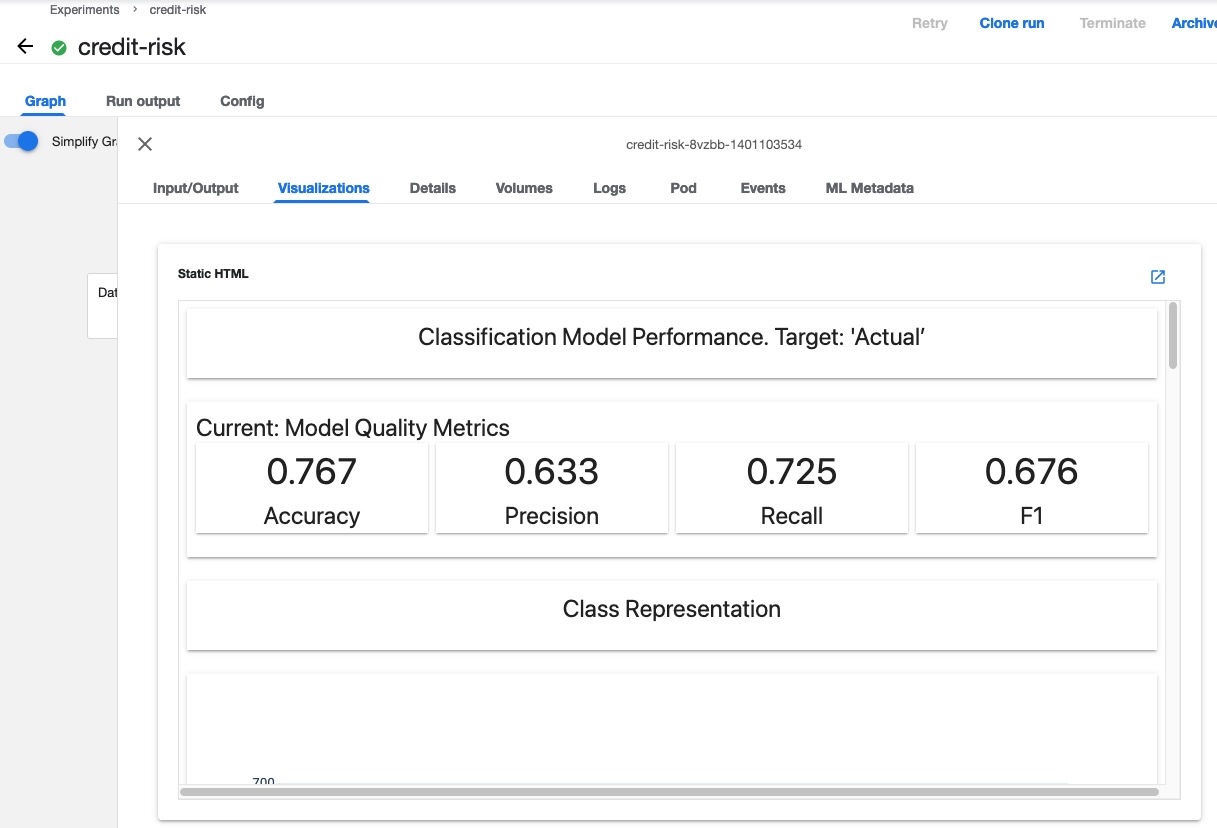 Experiments > credit-risk
Retry Clone run Terminate Archive
credit-risk
Graph Run output Config
Simplify Gr
credit-risk-8vzbb-1401103534
Input/Output Visualizations Details Volumes Logs Pod Events ML Metadata
Dat
Static HTML
Classification Model Performance. Target: 'Actual’
Current: Model Quality Metrics
0.767 0.633 0.725 0.676
Accuracy Precision Recall F1
Class Representation
700